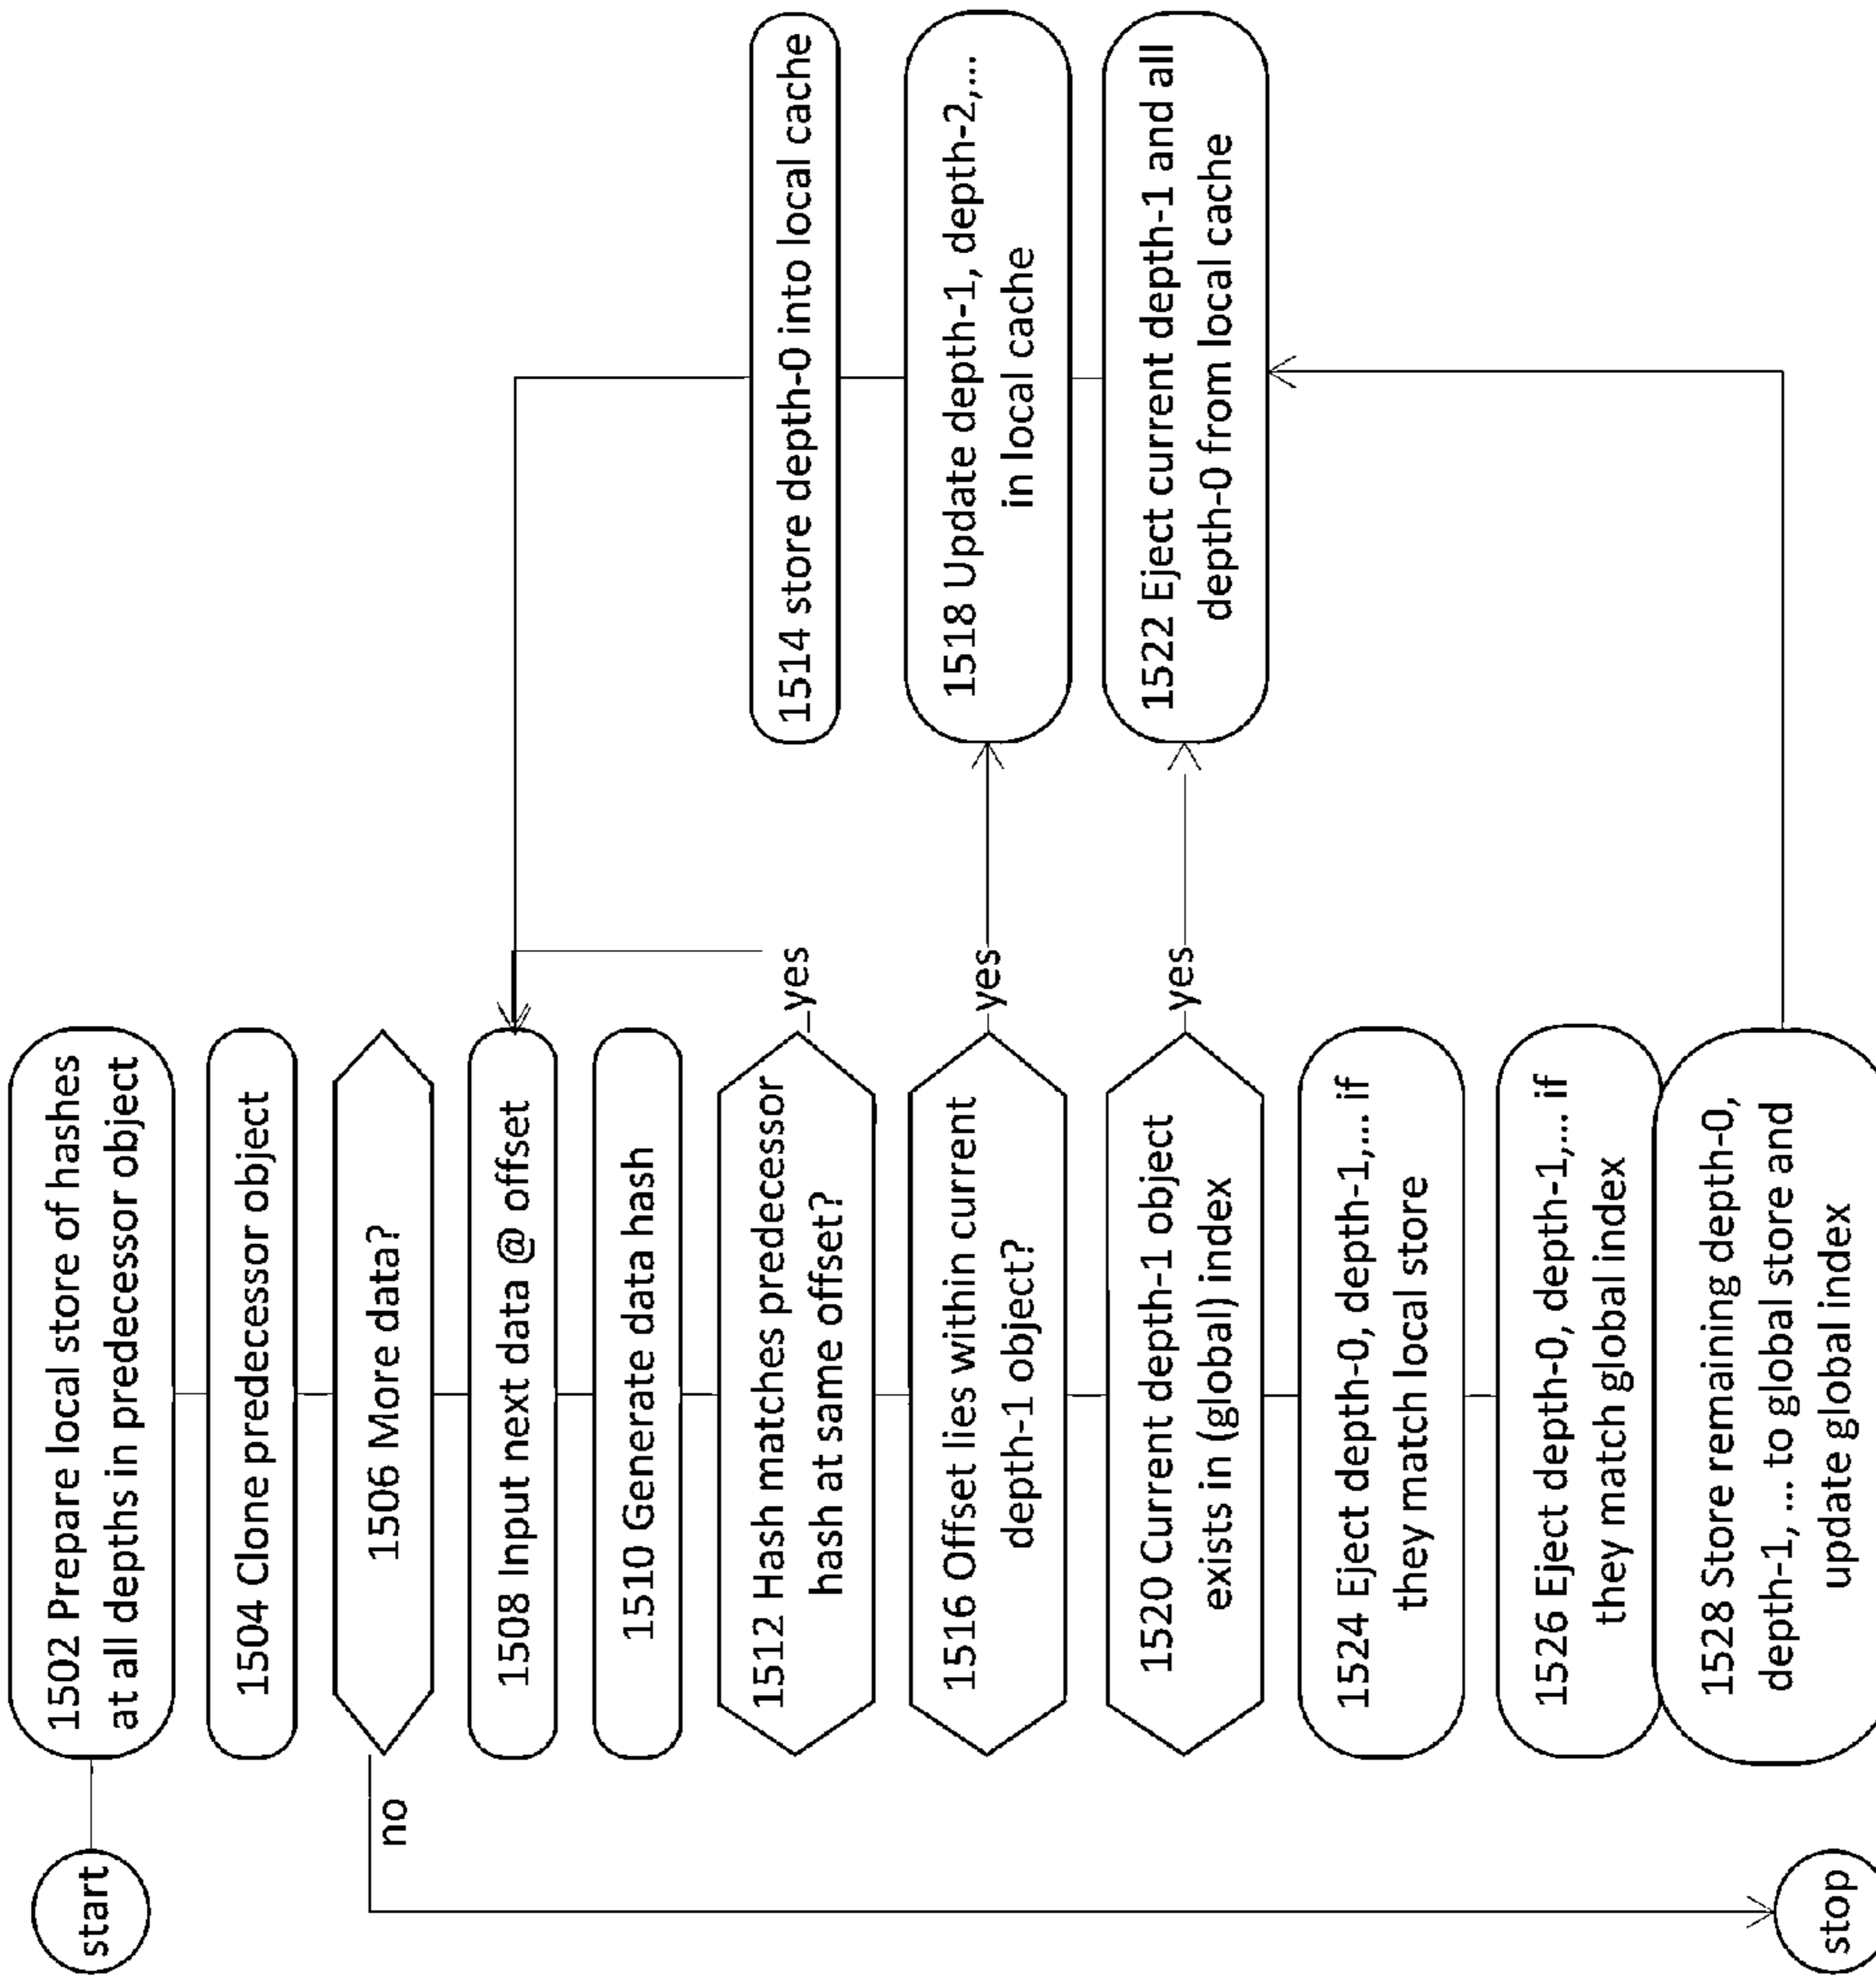 start
1502 Prepare local store of hashes
at all depths in predecessor object
1504 Clone predecessor object
1506 More data?
no
1508 Input next data @ offset
1510 Generate data hash
1512 Hash matches predecessor
hash at same offset?
yes
1514 store depth-0 into local cache
1516 Offset lies within current
depth-1 object?
yes
1518 Update depth-1, depth-2,....
in local cache
1520 Current depth-1 object
exists in (global) index
yes
1522 Eject current depth-1 and all
depth-0 from local cache
1524 Eject depth-0, depth-1,... if
they match local store
1526 Eject depth-0, depth-1,... if
they match global index
1528 Store remaining depth-0,
depth-1, ... to global store and
update global index
stop